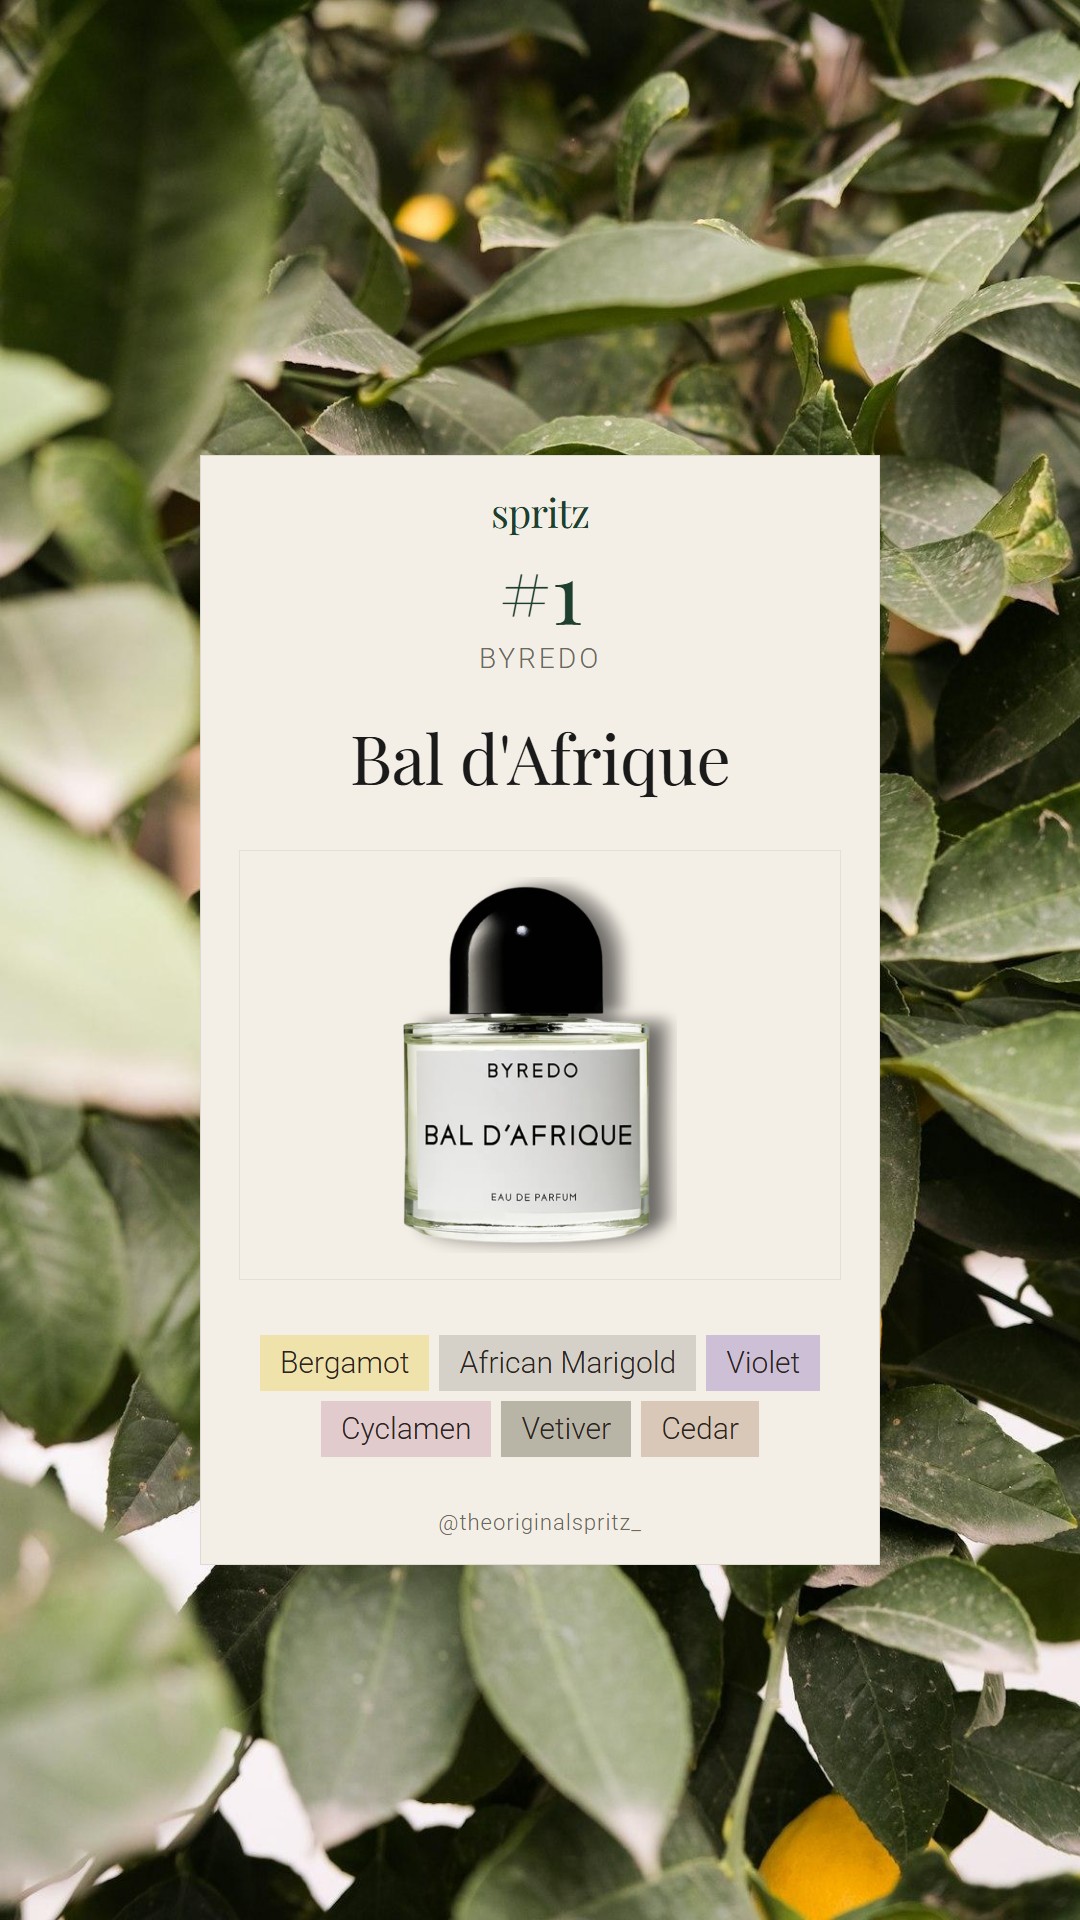 spritz
#1
BYREDO
Bal d'Afrique
BYREDO
BAL D'AFRIQUE
EAU DE PARFUM
Bergamot African Marigold Violet
Cyclamen Vetiver Cedar
@theoriginalspritz_